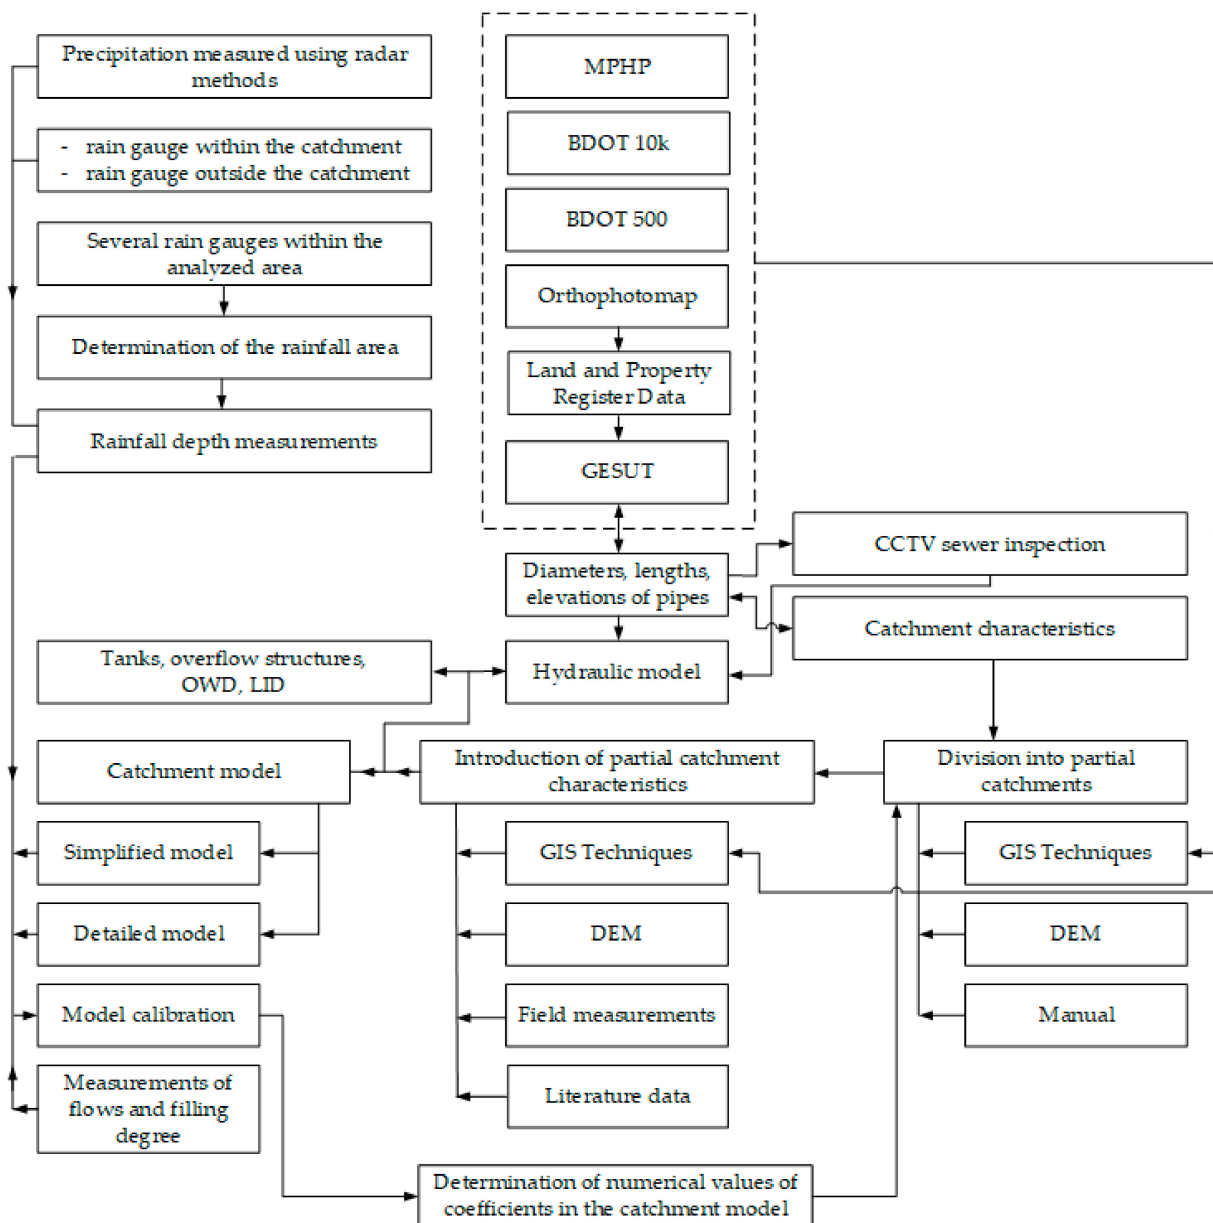 Precipitation measured using radar
methods
- rain gauge within the catchment
- rain gauge outside the catchment
Several rain gauges within the
analyzed area
Determination of the rainfall area
Rainfall depth measurements
MPHP
BDOT 10k
BDOT 500
Orthophotomap
Land and Property
Register Data
GESUT
Diameters, lengths,
elevations of pipes
CCTV sewer inspection
Catchment characteristics
Tanks, overflow structures,
OWD, LID
Hydraulic model
Catchment model
Introduction of partial catchment
characteristics
Division into partial
catchments
Simplified model
GIS Techniques
GIS Techniques
Detailed model
DEM
DEM
Model calibration
Field measurements
Manual
Measurements of
flows and filling
degree
Literature data
Determination of numerical values of
coefficients in the catchment model